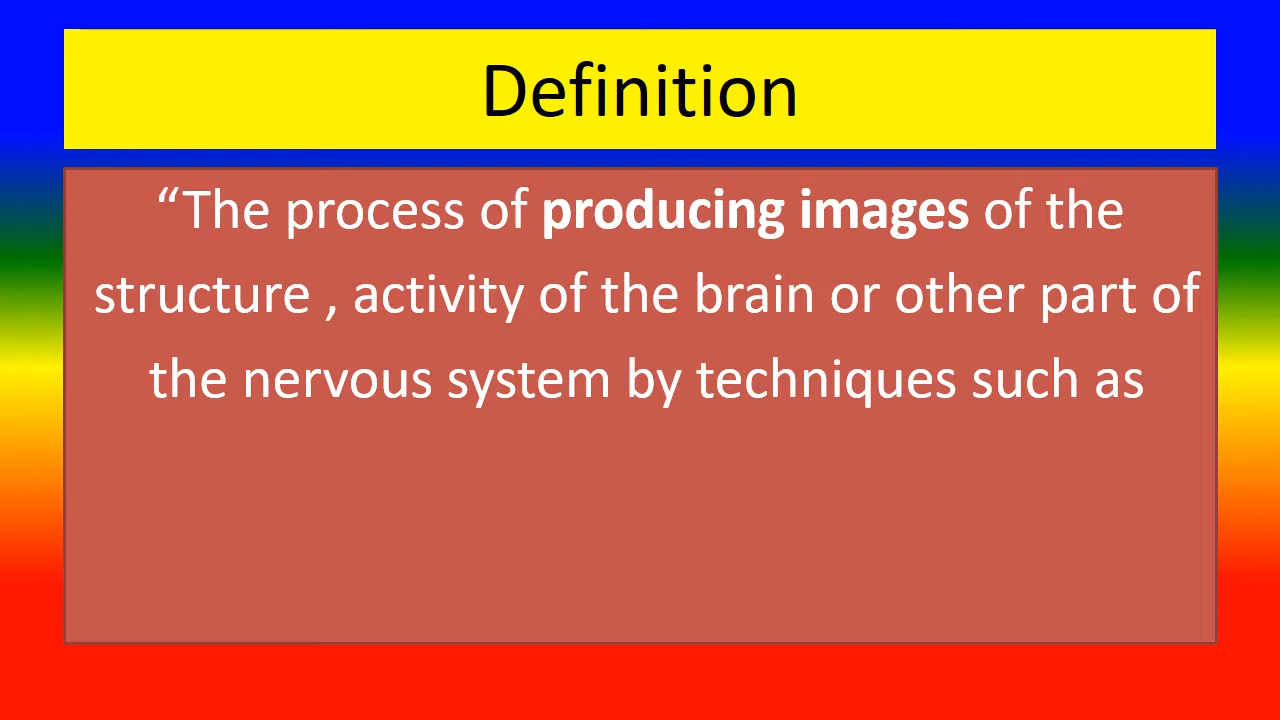 Definition
“The process of producing images of the
structure , activity of the brain or other part of
the nervous system by techniques such as